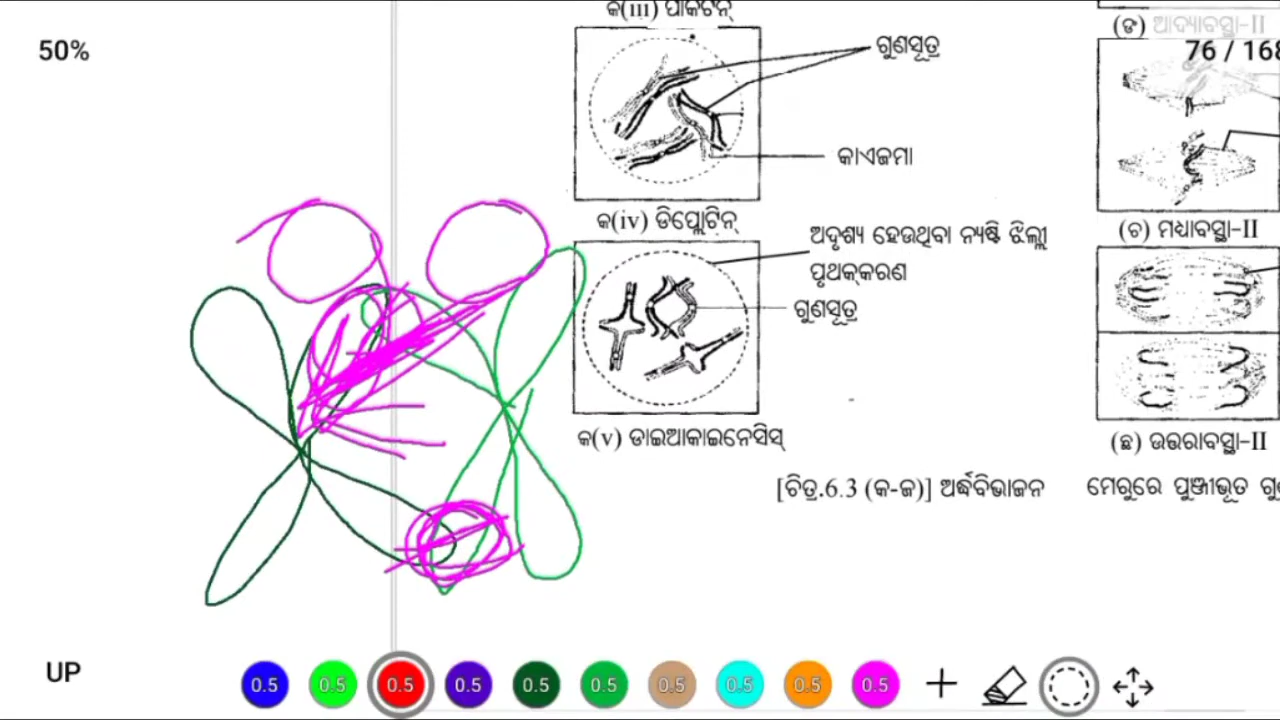 50%
କ(iii) ପାକଟିନ୍
ଗୁଣସୂତ୍ର
କାଏଜମା
କ(iv) ଡିପ୍ଲୋଟିନ୍
ଅଦୃଶ୍ୟ ହେଉଥିବା ନ୍ୟଷ୍ଟି ଝିଲ୍ଲୀ
ପୃଥକ୍‌କରଣ
ଗୁଣସୂତ୍ର
କ(v) ଡାଇଆକାଇନେସିସ୍
[ଚିତ୍ର.6.3 (କ-ଜ)] ଅର୍ଦ୍ଧବିଭାଜନ
(ଙ) ଆଦ୍ୟାବସ୍ଥା-II
76 / 168
(ଚ) ମଧ୍ୟାବସ୍ଥା-II
(ଛ) ଉତ୍ତରାବସ୍ଥା-II
ମେରୁରେ ପୁଞ୍ଜୀଭୂତ
UP
0.5 0.5 0.5 0.5 0.5 0.5 0.5 0.5 0.5 0.5